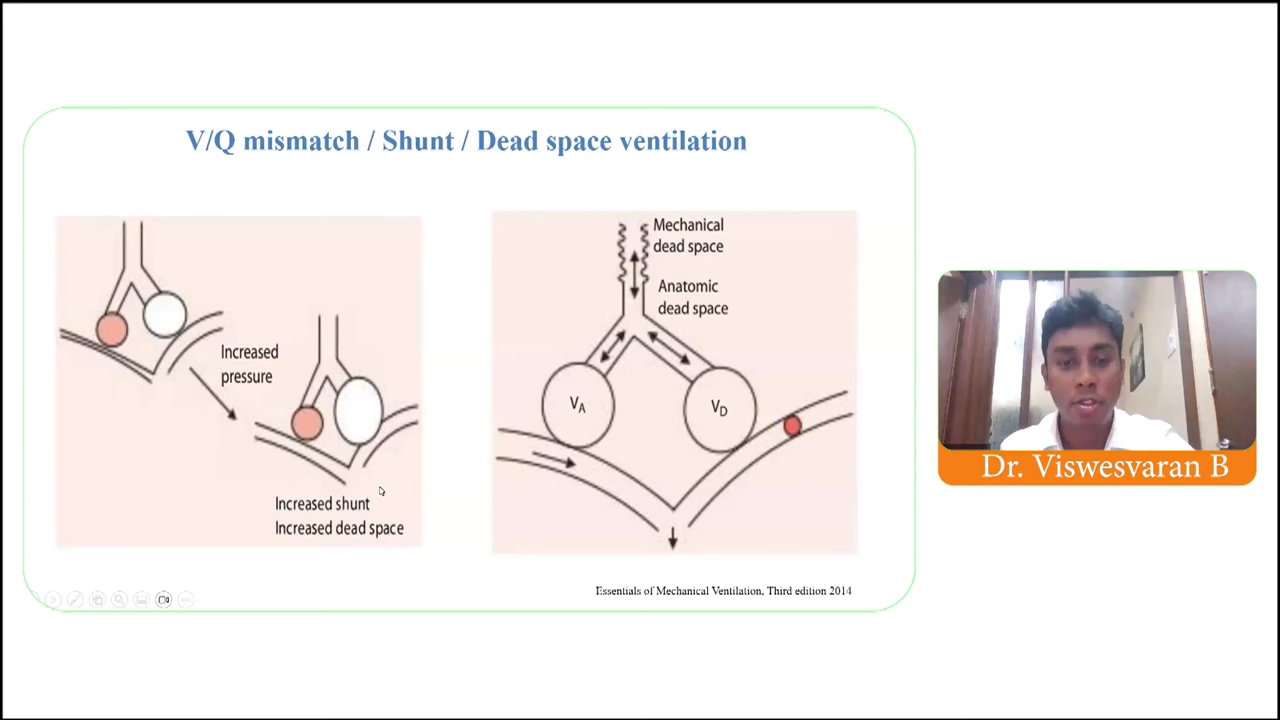 V/Q mismatch / Shunt / Dead space ventilation
Increased
pressure
Increased shunt
Increased dead space
Mechanical
dead space
Anatomic
dead space
VA
VD
Essentials of Mechanical Ventilation, Third edition 2014
Dr. Viswesvaran B